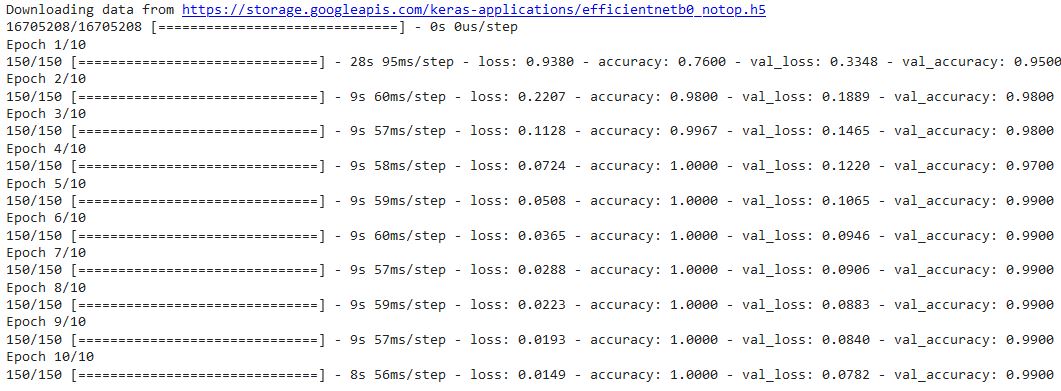 Downloading data from https://storage.googleapis.com/keras-applications/efficientnetb0_notop.h5
16705208/16705208 [==============================] - 0s 0us/step
Epoch 1/10
150/150 [==============================] - 28s 95ms/step - loss: 0.9380 - accuracy: 0.7600 - val_loss: 0.3348 - val_accuracy: 0.9500
Epoch 2/10
150/150 [==============================] - 9s 60ms/step - loss: 0.2207 - accuracy: 0.9800 - val_loss: 0.1889 - val_accuracy: 0.9800
Epoch 3/10
150/150 [==============================] - 9s 57ms/step - loss: 0.1128 - accuracy: 0.9967 - val_loss: 0.1465 - val_accuracy: 0.9800
Epoch 4/10
150/150 [==============================] - 9s 58ms/step - loss: 0.0724 - accuracy: 1.0000 - val_loss: 0.1220 - val_accuracy: 0.9700
Epoch 5/10
150/150 [==============================] - 9s 59ms/step - loss: 0.0508 - accuracy: 1.0000 - val_loss: 0.1065 - val_accuracy: 0.9900
Epoch 6/10
150/150 [==============================] - 9s 60ms/step - loss: 0.0365 - accuracy: 1.0000 - val_loss: 0.0946 - val_accuracy: 0.9900
Epoch 7/10
150/150 [==============================] - 9s 57ms/step - loss: 0.0288 - accuracy: 1.0000 - val_loss: 0.0906 - val_accuracy: 0.9900
Epoch 8/10
150/150 [==============================] - 9s 59ms/step - loss: 0.0223 - accuracy: 1.0000 - val_loss: 0.0883 - val_accuracy: 0.9900
Epoch 9/10
150/150 [==============================] - 9s 57ms/step - loss: 0.0193 - accuracy: 1.0000 - val_loss: 0.0840 - val_accuracy: 0.9900
Epoch 10/10
150/150 [==============================] - 8s 56ms/step - loss: 0.0149 - accuracy: 1.0000 - val_loss: 0.0782 - val_accuracy: 0.9900